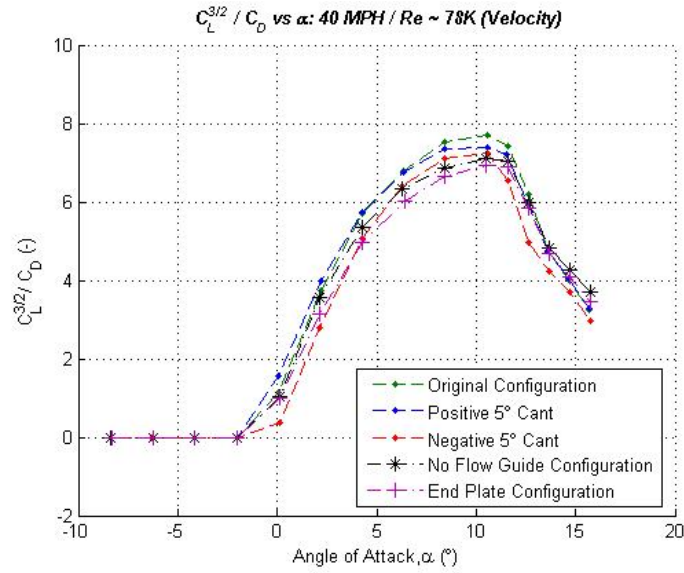 C_L^3/2 / C_D vs α: 40 MPH / Re ~ 78K (Velocity)
10
8
6
4
2
0
-2
C_L^3/2/ C_D (-)
Original Configuration
Positive 5° Cant
Negative 5° Cant
No Flow Guide Configuration
End Plate Configuration
-10 -5 0 5 10 15 20
Angle of Attack,α (°)